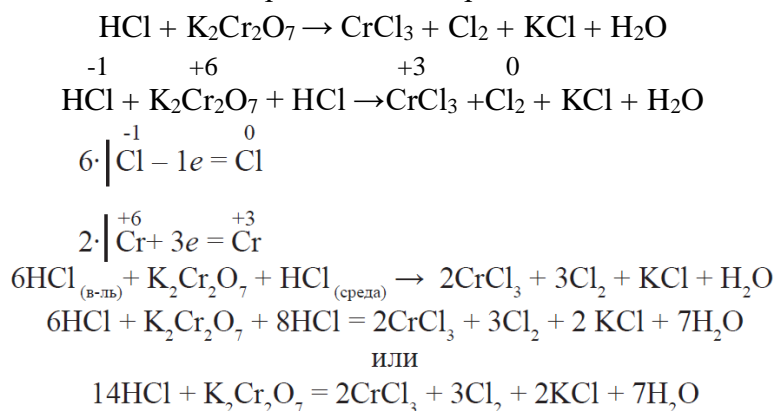 HCl + K₂Cr₂O₇ → CrCl₃ + Cl₂ + KCl + H₂O
-1 +6 +3 0
HCl + K₂Cr₂O₇ + HCl →CrCl₃ +Cl₂ + KCl + H₂O
-1 0
6·|Cl – 1e = Cl
+6 +3
2·|Cr+ 3e = Cr
6HCl (в-ль)+ K₂Cr₂O₇ + HCl (среда) → 2CrCl₃ + 3Cl₂ + KCl + H₂O
6HCl + K₂Cr₂O₇ + 8HCl = 2CrCl₃ + 3Cl₂ + 2 KCl + 7H₂O
или
14HCl + K₂Cr₂O₇ = 2CrCl₃ + 3Cl₂ + 2KCl + 7H₂O